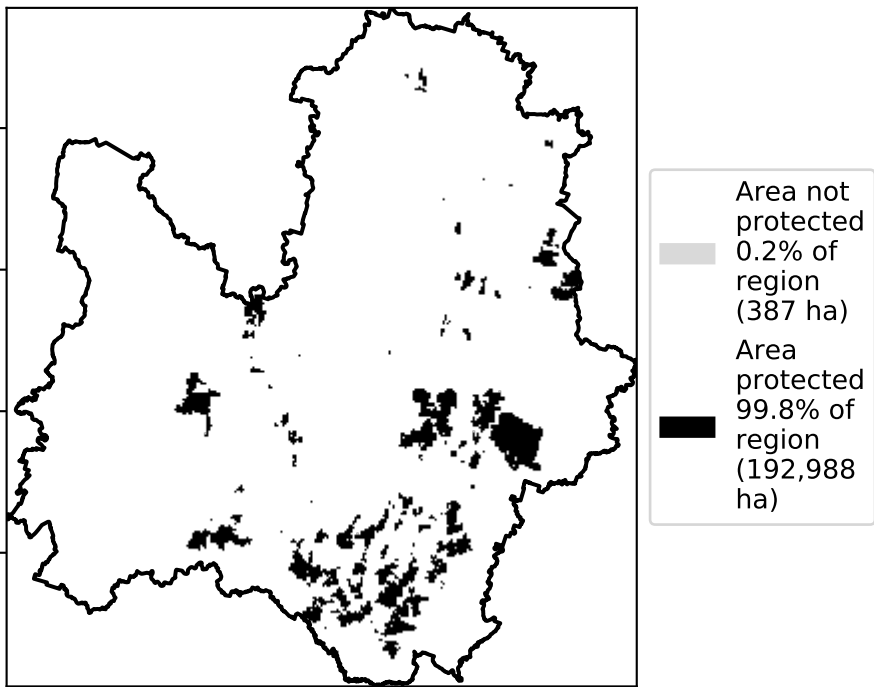 Area not
protected
0.2% of
region
(387 ha)
Area
protected
99.8% of
region
(192,988
ha)